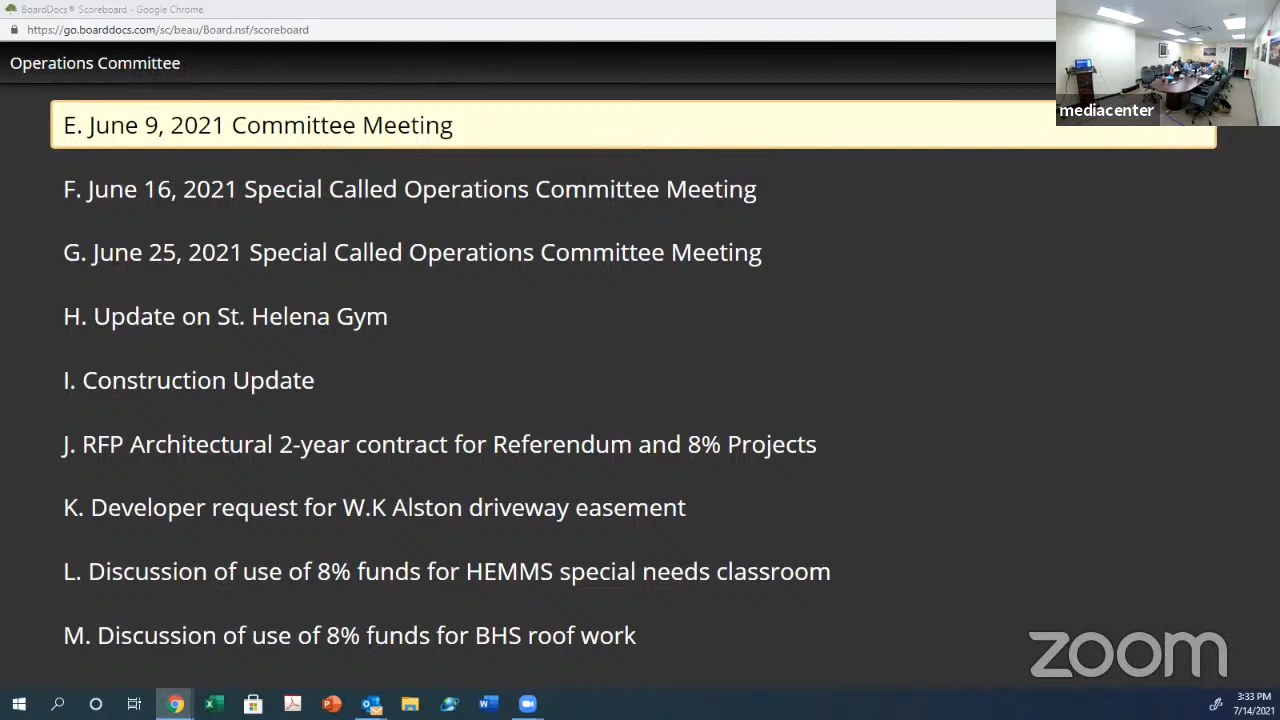 BoardDocs® Scoreboard - Google Chrome
https://go.boarddocs.com/sc/beau/Board.nsf/scoreboard
Operations Committee
mediacenter
E. June 9, 2021 Committee Meeting
F. June 16, 2021 Special Called Operations Committee Meeting
G. June 25, 2021 Special Called Operations Committee Meeting
H. Update on St. Helena Gym
I. Construction Update
J. RFP Architectural 2-year contract for Referendum and 8% Projects
K. Developer request for W.K Alston driveway easement
L. Discussion of use of 8% funds for HEMMS special needs classroom
M. Discussion of use of 8% funds for BHS roof work
zoom
3:33 PM
7/14/2021